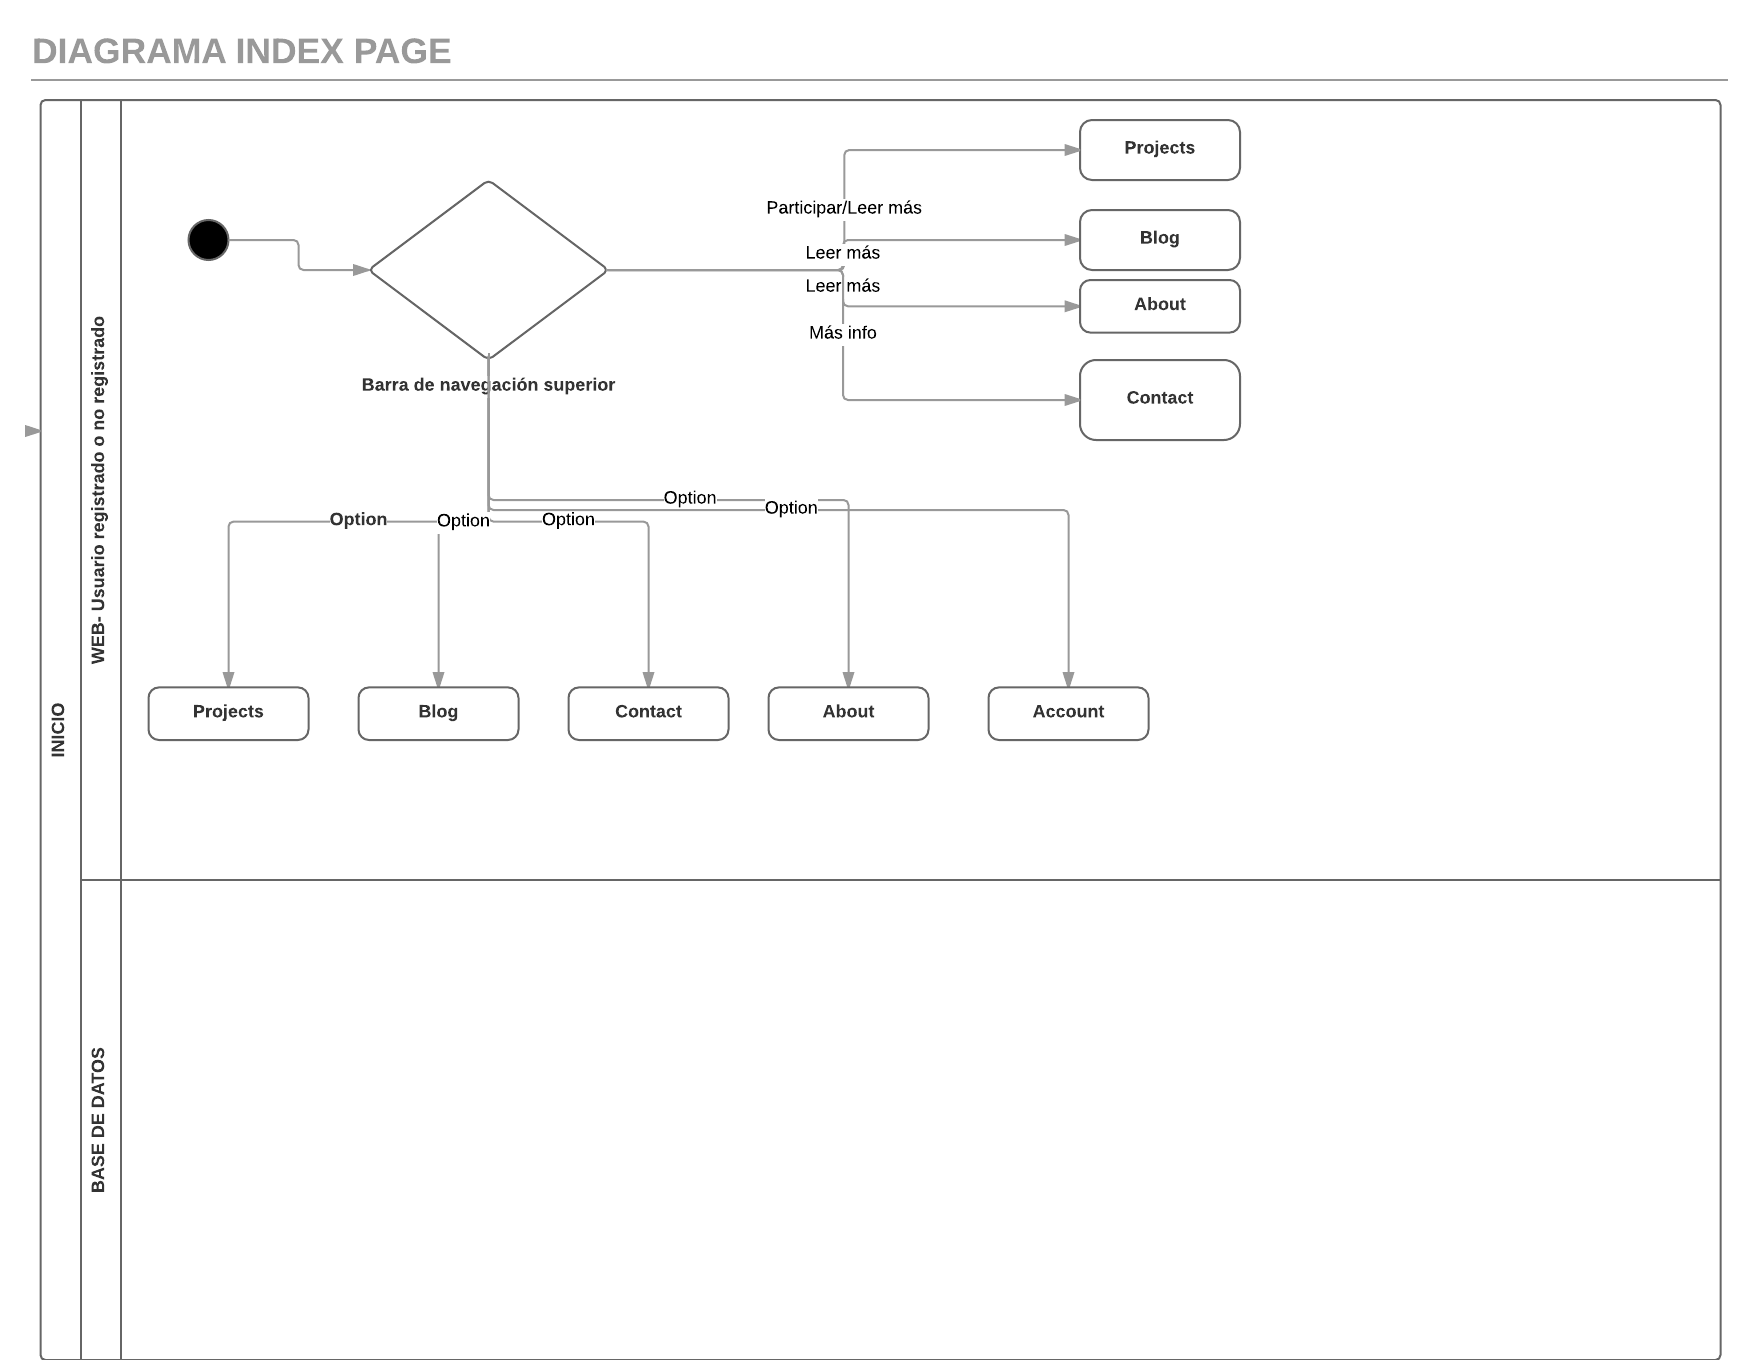 DIAGRAMA INDEX PAGE
INICIO
WEB- Usuario registrado o no registrado
Projects
Participar/Leer más
Blog
Leer más
Leer más
About
Más info
Contact
Barra de navegación superior
Option
Option
Option
Option
Option
Projects
Blog
Contact
About
Account
BASE DE DATOS